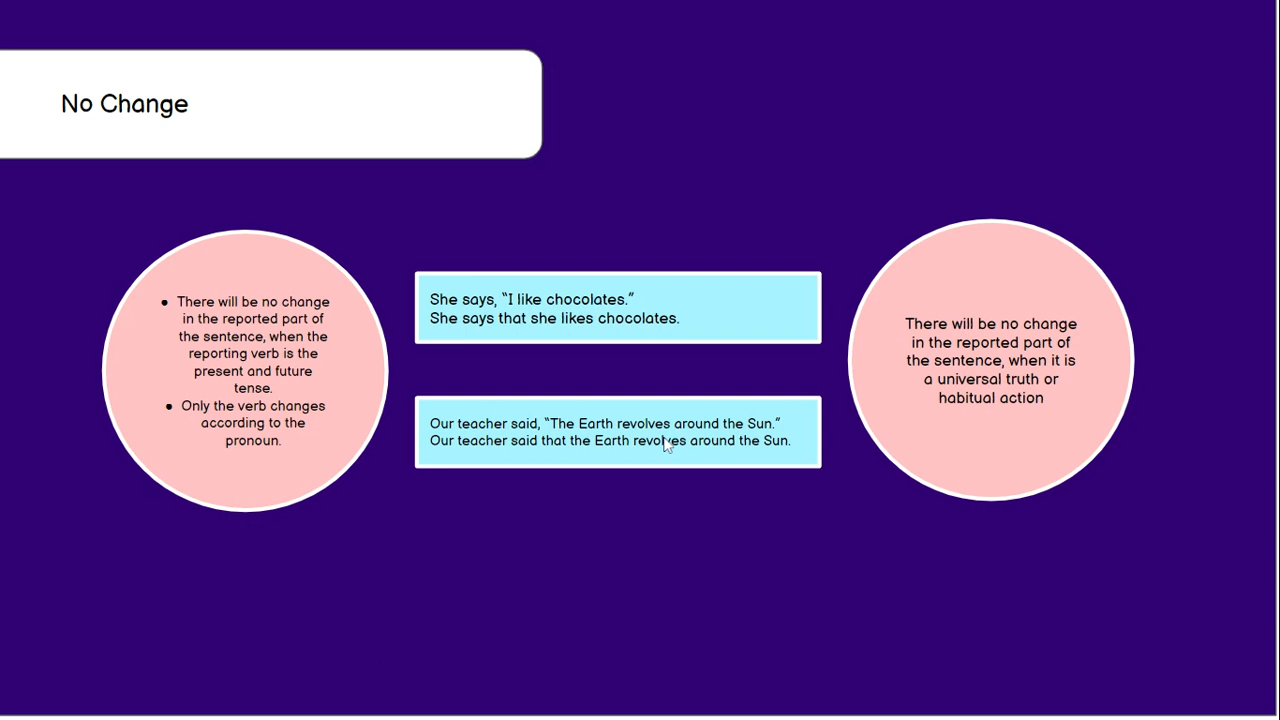 No Change
● There will be no change
in the reported part of
the sentence, when the
reporting verb is the
present and future
tense.
● Only the verb changes
according to the
pronoun.
She says, “I like chocolates.”
She says that she likes chocolates.
Our teacher said, “The Earth revolves around the Sun.”
Our teacher said that the Earth revolves around the Sun.
There will be no change
in the reported part of
the sentence, when it is
a universal truth or
habitual action